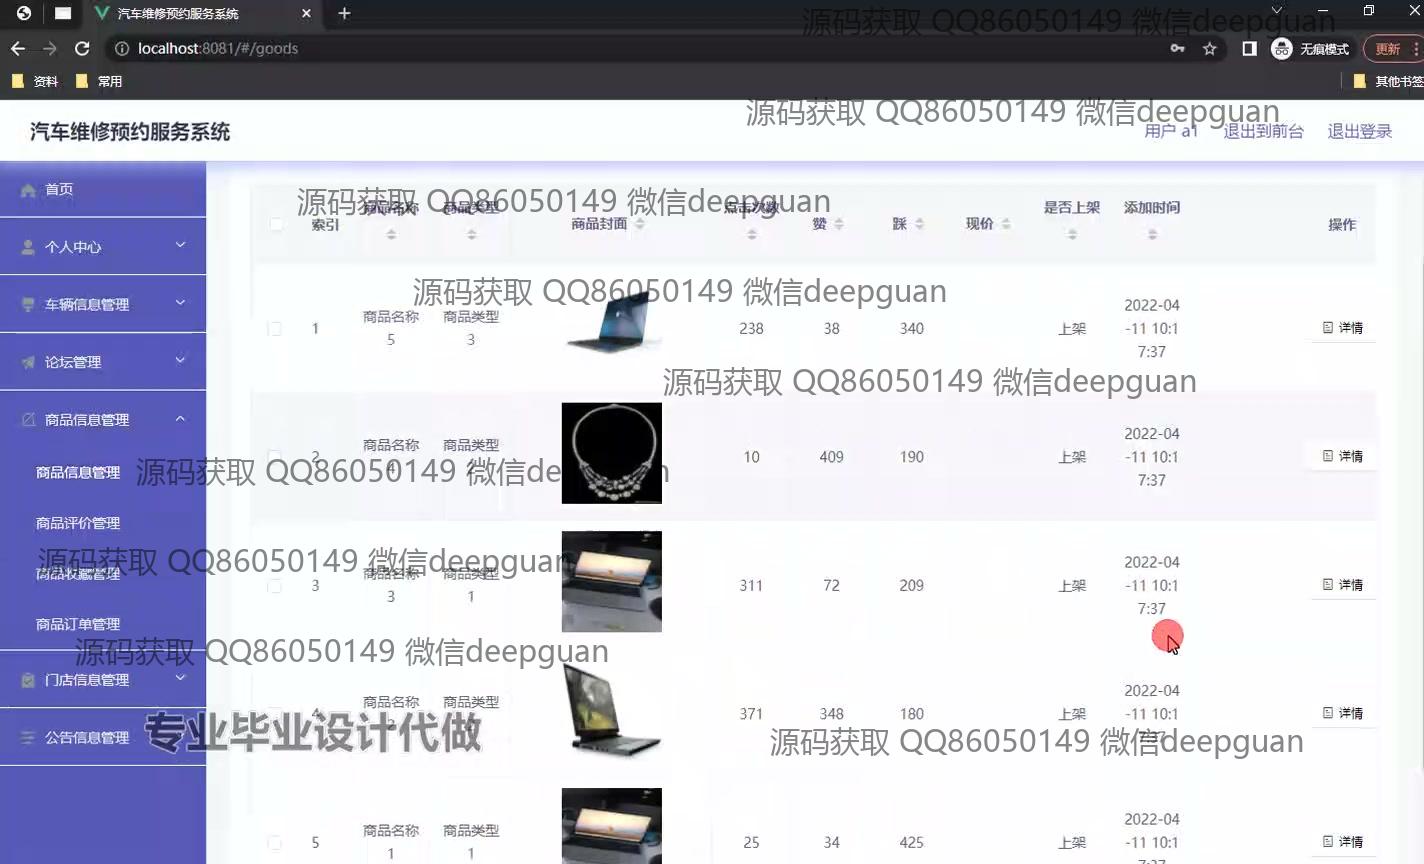 汽车维修预约服务系统
源码获取 QQ86050149 微信deepguan
localhost:8081/#/goods
无痕模式
更新
资料
常用
其他书签
源码获取 QQ86050149 微信deepguan
汽车维修预约服务系统
用户 a1
退出到前台
退出登录
首页
个人中心
车辆信息管理
论坛管理
商品信息管理
商品信息管理
商品评价管理
商品收藏管理
商品订单管理
门店信息管理
公告信息管理
源码获取 QQ86050149 微信deepguan
索引 商品名称 商品类型 商品封面 点击次数 赞 踩 现价 是否上架 添加时间 操作
源码获取 QQ86050149 微信deepguan
1 商品名称5 商品类型3 238 38 340 上架 2022-04-11 10:17:37 详情
源码获取 QQ86050149 微信deepguan
2 商品名称 商品类型 10 409 190 上架 2022-04-11 10:17:37 详情
源码获取 QQ86050149 微信deepguan
源码获取 QQ86050149 微信deepguan
3 商品名称3 商品类型1 311 72 209 上架 2022-04-11 10:17:37 详情
源码获取 QQ86050149 微信deepguan
4 商品名称 商品类型 371 348 180 上架 2022-04-11 10:17:37 详情
专业毕业设计代做
源码获取 QQ86050149 微信deepguan
5 商品名称1 商品类型1 25 34 425 上架 2022-04-11 10:17:37 详情